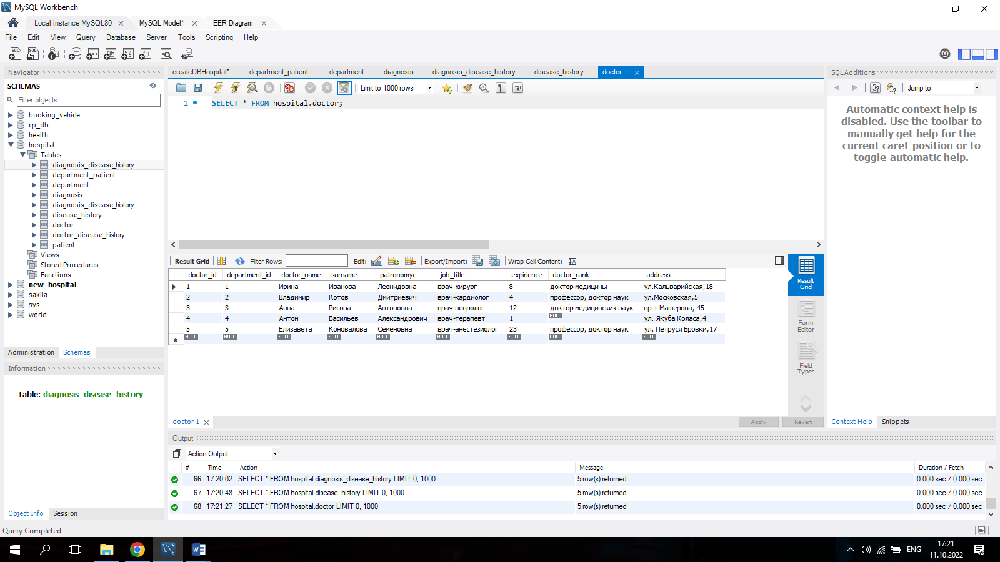 MySQL Workbench
Local instance MySQL80
MySQL Model*
EER Diagram
File Edit View Query Database Server Tools Scripting Help
Navigator
SCHEMAS
Filter objects
booking_vehide
cp_db
health
hospital
Tables
diagnosis_disease_history
department_patient
department
diagnosis
diagnosis_disease_history
disease_history
doctor
doctor_disease_history
patient
Views
Stored Procedures
Functions
new_hospital
sakila
sys
world
Administration Schemas
Information
Table: diagnosis_disease_history
Object Info Session
createDBHospital* department_patient department diagnosis diagnosis_disease_history disease_history doctor
Limit to 1000 rows
1 SELECT * FROM hospital.doctor;
Result Grid Filter Rows: Edit: Export/Import: Wrap Cell Content:
doctor_id department_id doctor_name surname patronomyc job_title expirience doctor_rank address
1 1 Ирина Иванова Леонидовна врач-хирург 8 доктор медицины ул.Кальварийская,18
2 2 Владимир Котов Дмитриевич врач-кардиолог 4 профессор, доктор наук ул.Московская,5
3 3 Анна Рисова Антоновна врач-невролог 12 доктор медицинских наук пр-т Машерова, 45
4 4 Антон Васильев Александрович врач-терапевт 1 NULL ул. Якуба Коласа,4
5 5 Елизавета Коновалова Семеновна врач-анестезиолог 23 профессор, доктор наук ул. Петруся Бровки,17
NULL NULL NULL NULL NULL NULL NULL NULL NULL
Result Grid
Form Editor
Field Types
doctor 1
Apply Revert
SQLAdditions
Jump to
Automatic context help is
disabled. Use the toolbar to
manually get help for the
current caret position or to
toggle automatic help.
Context Help Snippets
Output
Action Output
# Time Action Message Duration / Fetch
66 17:20:02 SELECT * FROM hospital.diagnosis_disease_history LIMIT 0, 1000 5 row(s) returned 0.000 sec / 0.000 sec
67 17:20:48 SELECT * FROM hospital.disease_history LIMIT 0, 1000 5 row(s) returned 0.000 sec / 0.000 sec
68 17:21:27 SELECT * FROM hospital.doctor LIMIT 0, 1000 5 row(s) returned 0.000 sec / 0.000 sec
Query Completed
ENG
17:21
11.10.2022